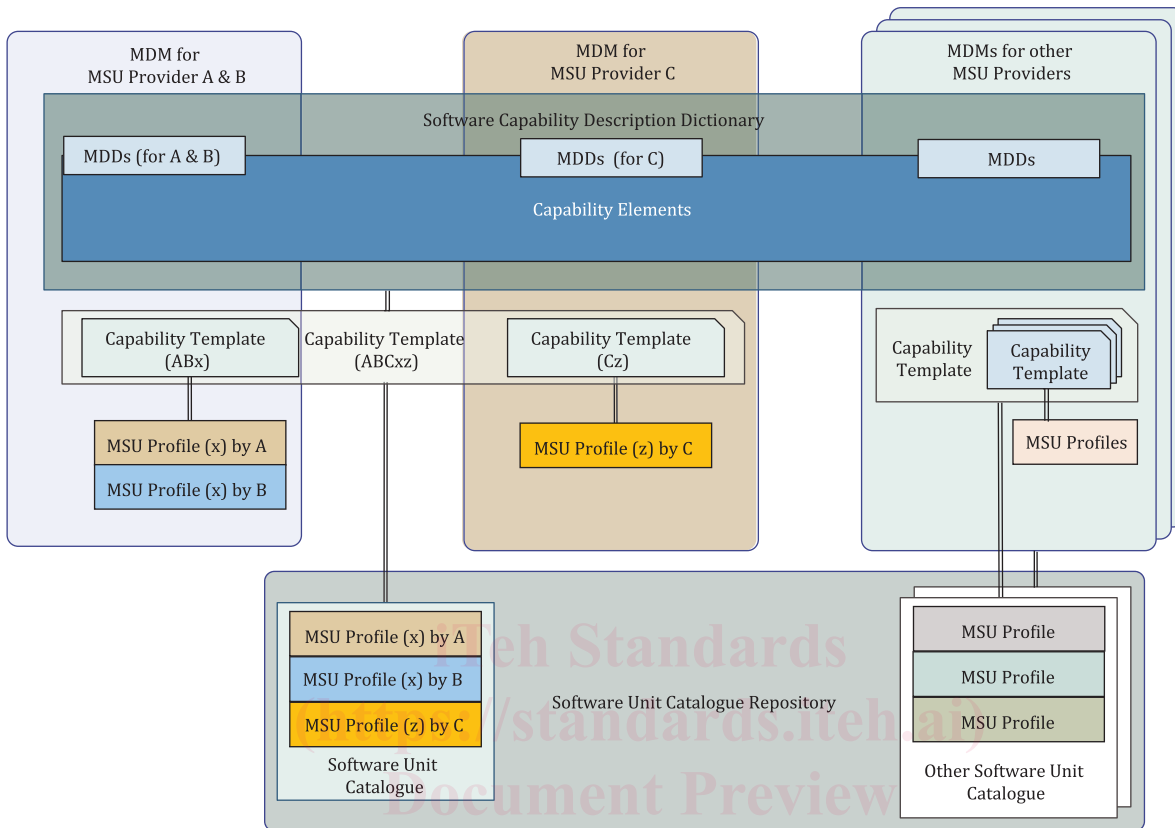 MDM for
MSU Provider A & B
MDM for
MSU Provider C
MDMs for other
MSU Providers
Software Capability Description Dictionary
MDDs (for A & B)
MDDs (for C)
MDDs
Capability Elements
Capability Template
(ABx)
Capability Template
(ABCxz)
Capability Template
(Cz)
Capability
Template
Capability
Template
MSU Profile (x) by A
MSU Profile (x) by B
MSU Profile (z) by C
MSU Profiles
MSU Profile (x) by A
MSU Profile (x) by B
MSU Profile (z) by C
Software Unit
Catalogue
Software Unit Catalogue Repository
MSU Profile
MSU Profile
MSU Profile
Other Software Unit
Catalogue
iTeh Standards
(https://standards.iteh.ai)
Document Preview